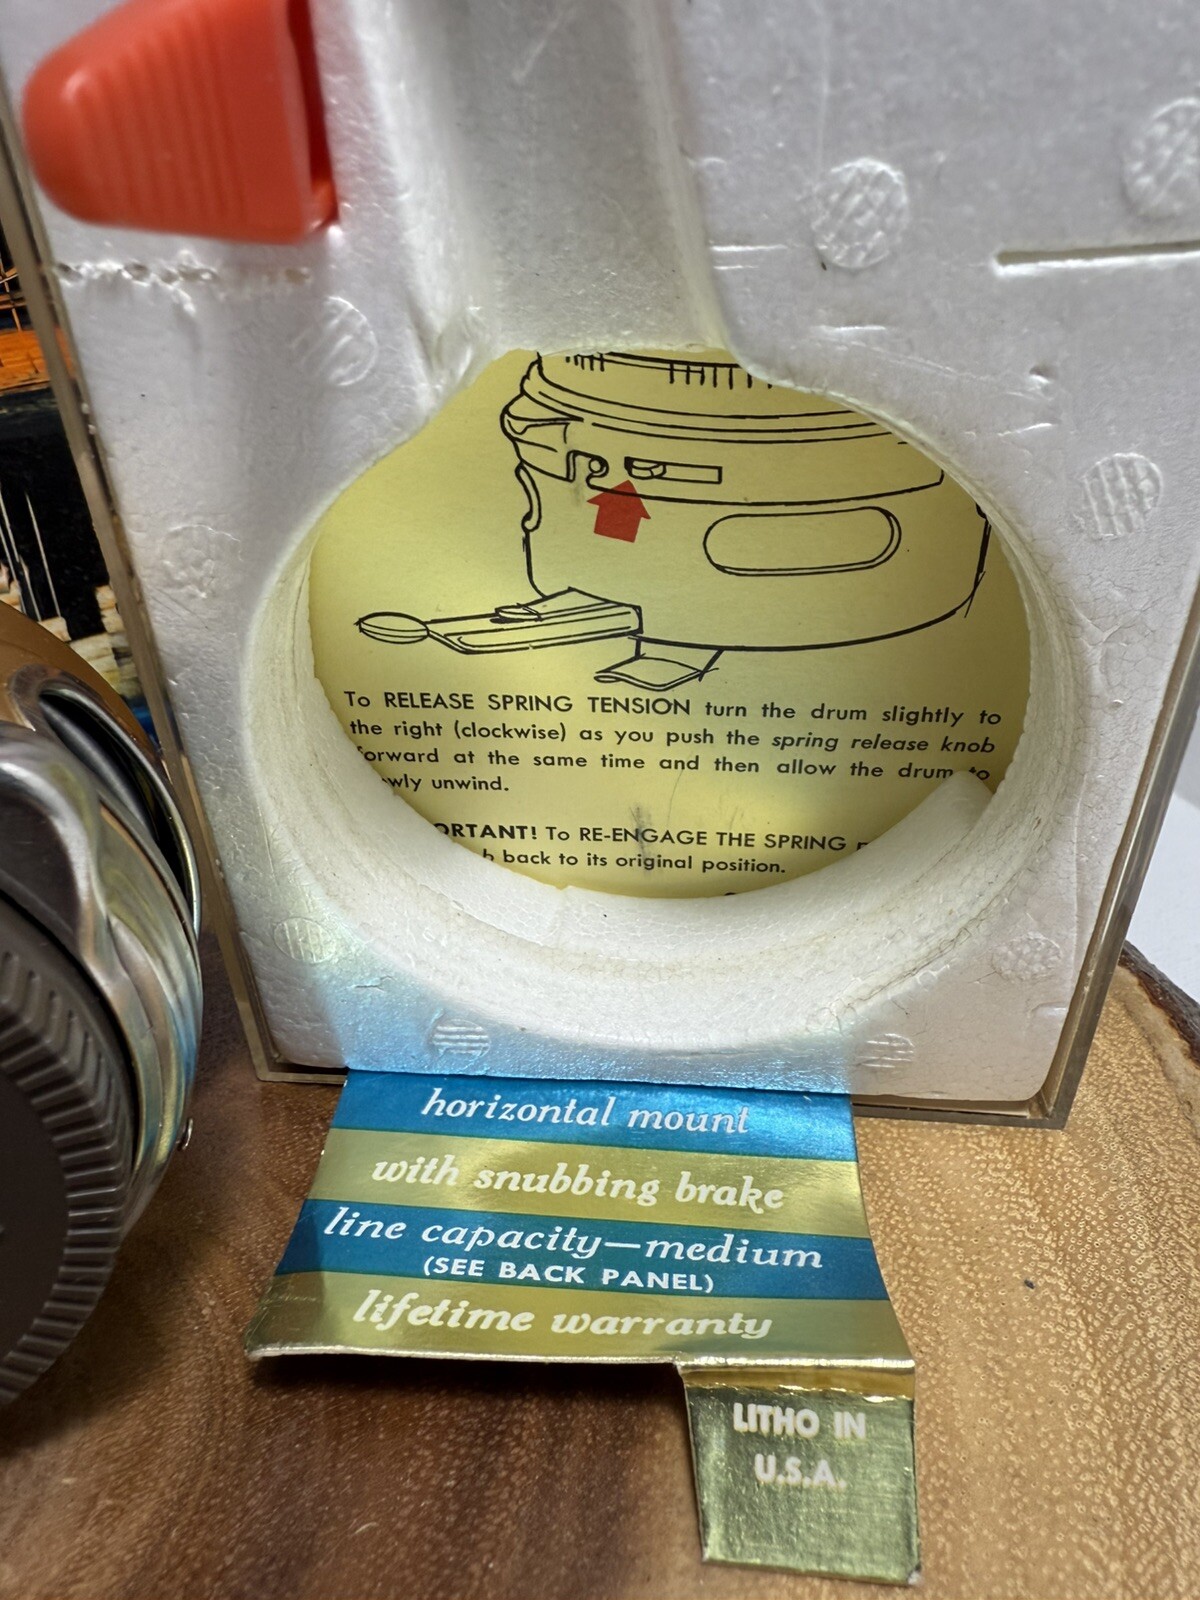 To RELEASE SPRING TENSION turn the drum slightly to
the right (clockwise) as you push the spring release knob
forward at the same time and then allow the drum to
wly unwind.
ORTANT! To RE-ENGAGE THE SPRING
b back to its original position.
horizontal mount
with snubbing brake
line capacity—medium
(SEE BACK PANEL)
lifetime warranty
LITHO IN
U.S.A.